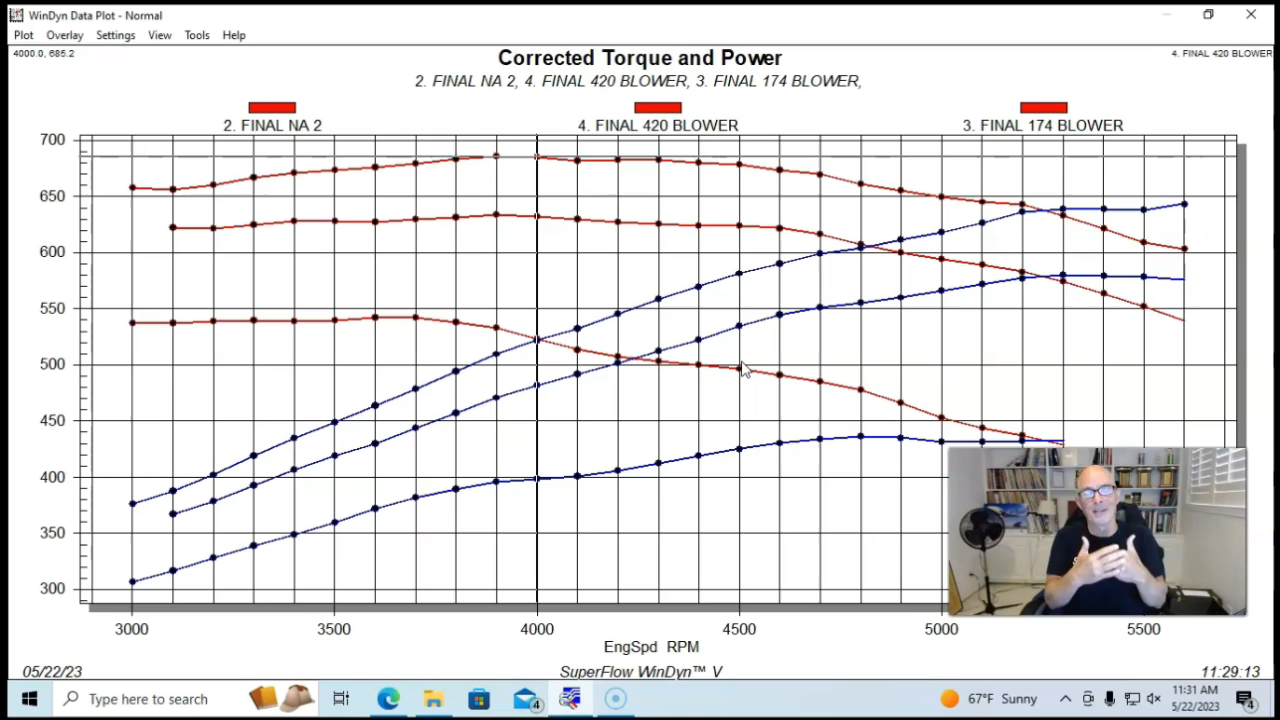 WinDyn Data Plot - Normal
Plot Overlay Settings View Tools Help
4000.0, 685.2
4. FINAL 420 BLOWER
Corrected Torque and Power
2. FINAL NA 2, 4. FINAL 420 BLOWER, 3. FINAL 174 BLOWER,
2. FINAL NA 2
4. FINAL 420 BLOWER
3. FINAL 174 BLOWER
700
650
600
550
500
450
400
350
300
3000 3500 4000 4500 5000 5500
EngSpd RPM
05/22/23
SuperFlow WinDyn™ V
11:29:13
Type here to search
4
67°F Sunny
11:31 AM
5/22/2023
4